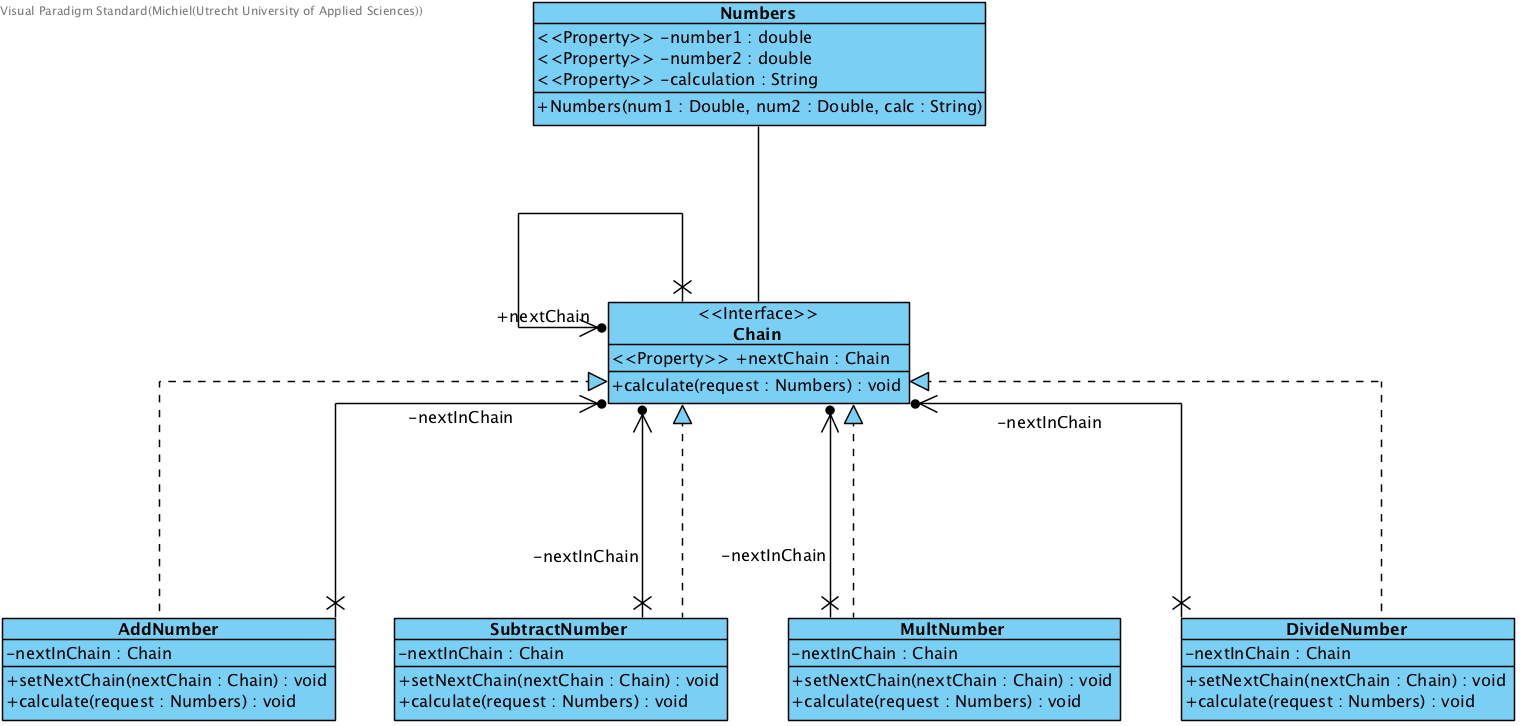 Visual Paradigm Standard(Michiel(Utrecht University of Applied Sciences))
Numbers
<<Property>> -number1 : double
<<Property>> -number2 : double
<<Property>> -calculation : String
+Numbers(num1 : Double, num2 : Double, calc : String)
+nextChain
<<Interface>>
Chain
<<Property>> +nextChain : Chain
+calculate(request : Numbers) : void
-nextInChain
-nextInChain
-nextInChain
-nextInChain
AddNumber
-nextInChain : Chain
+setNextChain(nextChain : Chain) : void
+calculate(request : Numbers) : void
SubtractNumber
-nextInChain : Chain
+setNextChain(nextChain : Chain) : void
+calculate(request : Numbers) : void
MultNumber
-nextInChain : Chain
+setNextChain(nextChain : Chain) : void
+calculate(request : Numbers) : void
DivideNumber
-nextInChain : Chain
+setNextChain(nextChain : Chain) : void
+calculate(request : Numbers) : void